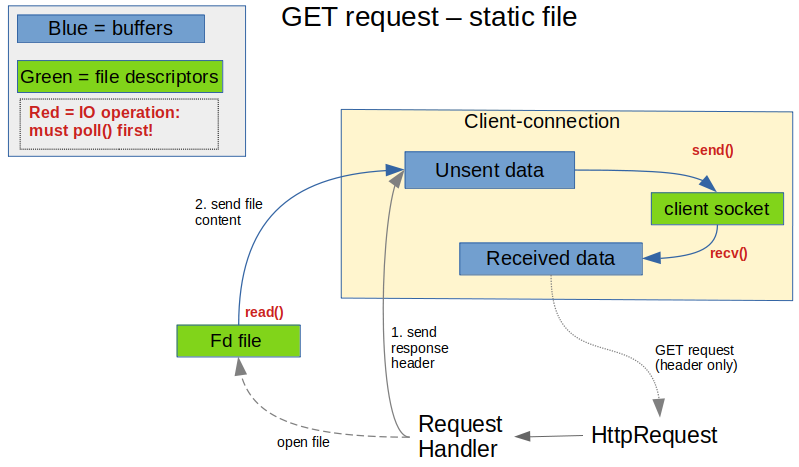 GET request – static file
Blue = buffers
Green = file descriptors
Red = IO operation:
must poll() first!
Client-connection
Unsent data
send()
client socket
recv()
Received data
2. send file
content
read()
Fd file
1. send
response
header
GET request
(header only)
open file
Request
Handler
HttpRequest